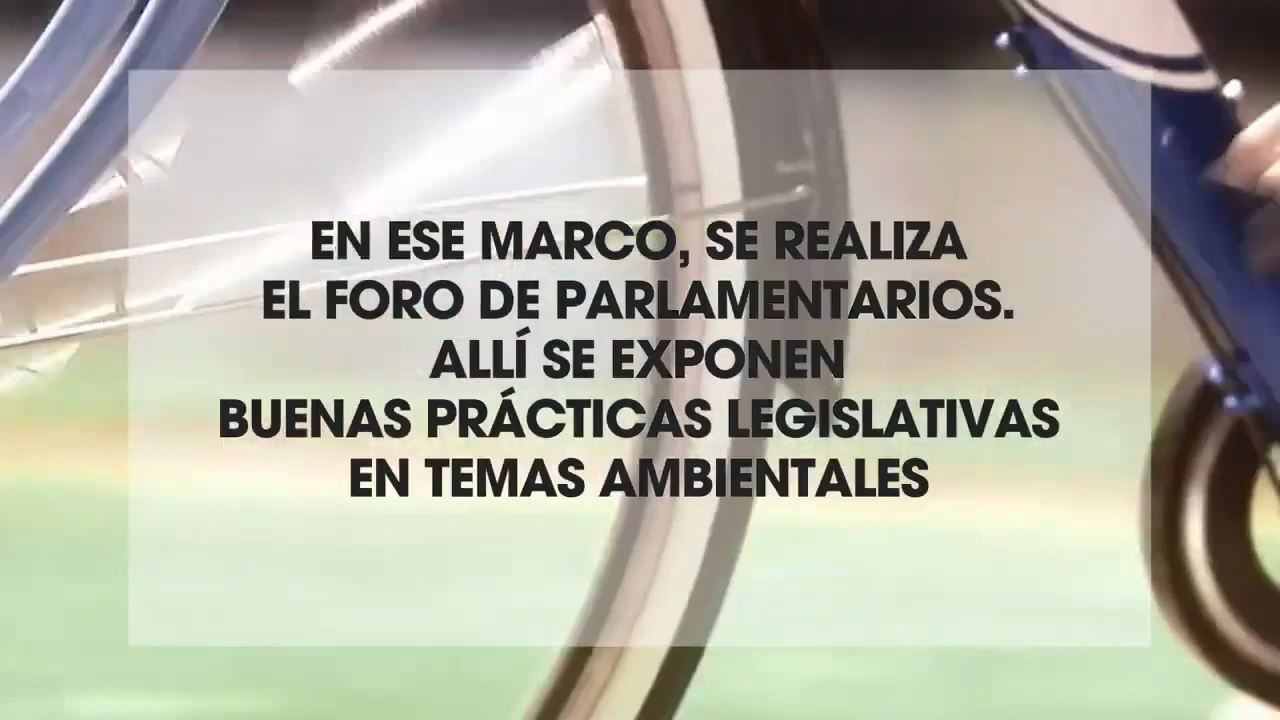 EN ESE MARCO, SE REALIZA
EL FORO DE PARLAMENTARIOS.
ALLÍ SE EXPONEN
BUENAS PRÁCTICAS LEGISLATIVAS
EN TEMAS AMBIENTALES